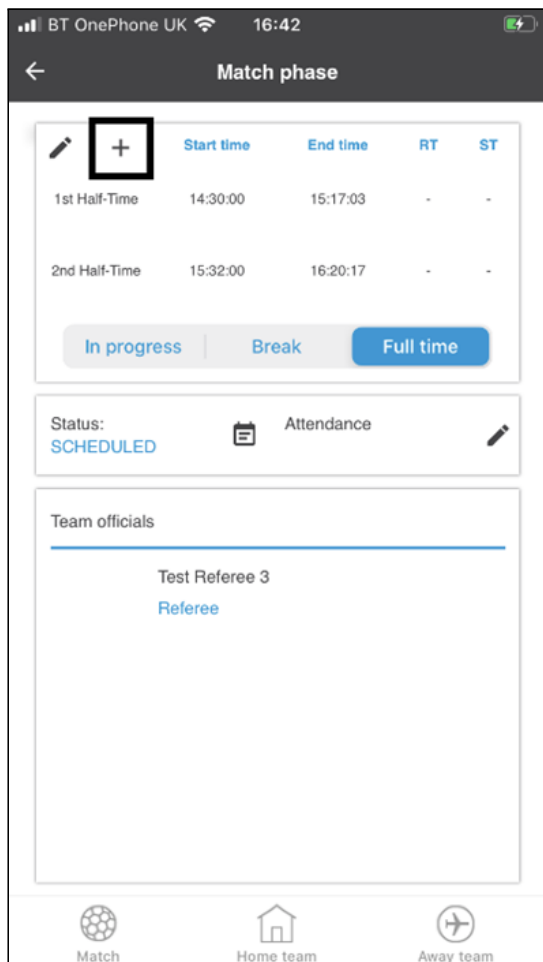 BT OnePhone UK 16:42
Match phase
Start time End time RT ST
1st Half-Time 14:30:00 15:17:03 - -
2nd Half-Time 15:32:00 16:20:17 - -
In progress Break Full time
Status: Attendance
SCHEDULED
Team officials
Test Referee 3
Referee
Match Home team Away team